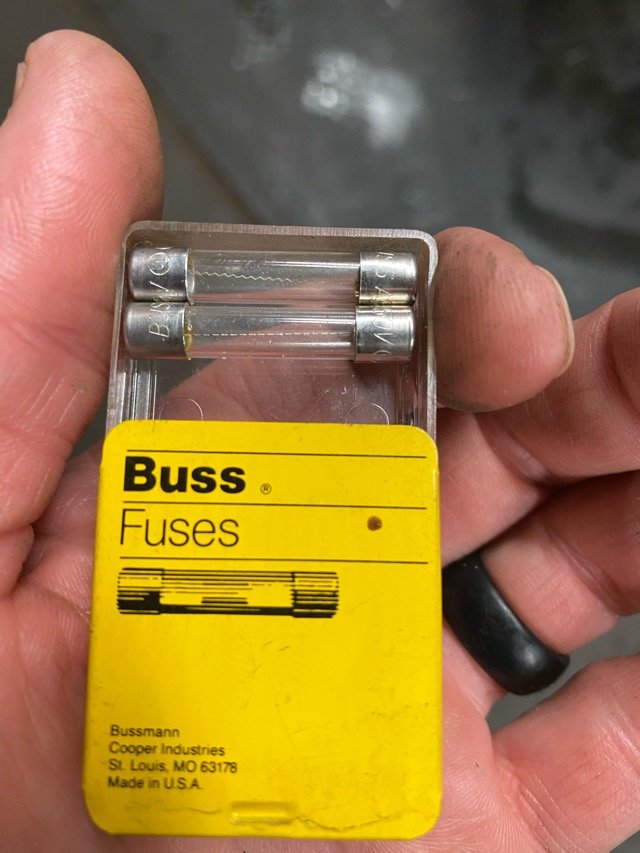 Buss ®
Fuses
Bussmann
Cooper Industries
St. Louis, MO 63178
Made in U.S.A.